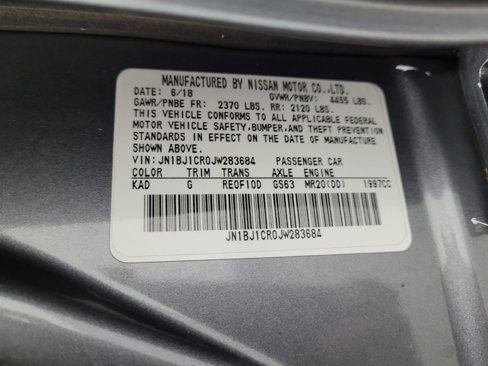 MANUFACTURED BY NISSAN MOTOR CO.,LTD.
DATE: 6/18 GVWR/PNBV: 4455 LBS.
GAWR/PNBE FR: 2370 LBS. RR: 2120 LBS.
THIS VEHICLE CONFORMS TO ALL APPLICABLE FEDERAL
MOTOR VEHICLE SAFETY, BUMPER, AND THEFT PREVENTION
STANDARDS IN EFFECT ON THE DATE OF MANUFACTURE
SHOWN ABOVE.
VIN: JN1BJ1CR0JW283684 PASSENGER CAR
COLOR TRIM TRANS AXLE ENGINE
KAD G RE0F10D GS63 MR20(DD) 1997CC
JN1BJ1CR0JW283684